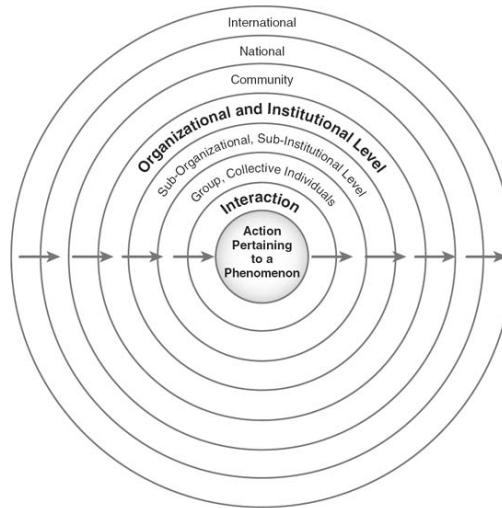 International
National
Community
Organizational and Institutional Level
Sub-Organizational, Sub-Institutional Level
Group, Collective Individuals
Interaction
Action
Pertaining
to a
Phenomenon